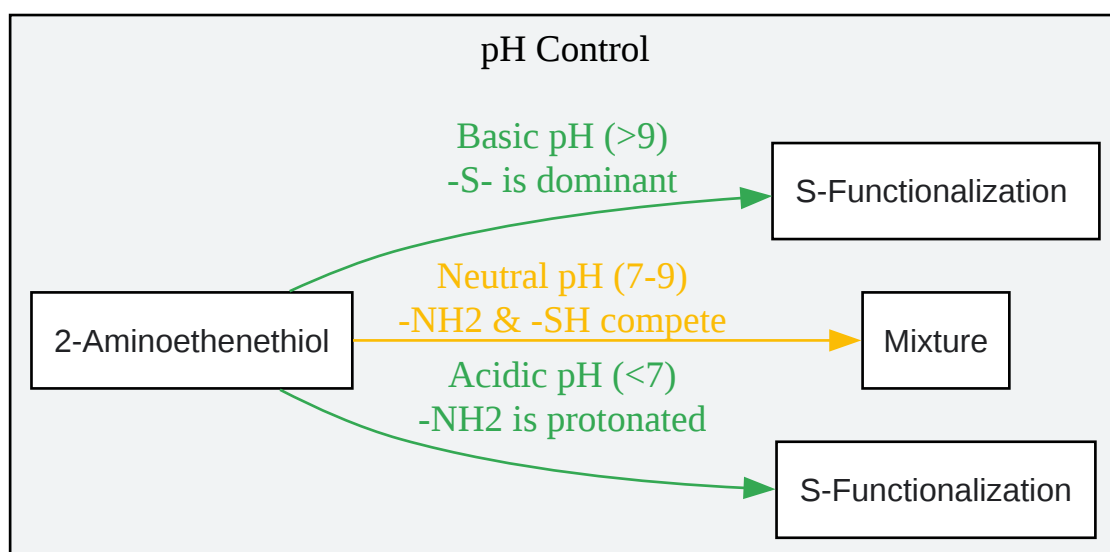 pH Control
Basic pH (>9)
-S- is dominant
S-Functionalization
Neutral pH (7-9)
-NH2 & -SH compete
2-Aminoethenethiol
Mixture
Acidic pH (<7)
-NH2 is protonated
S-Functionalization